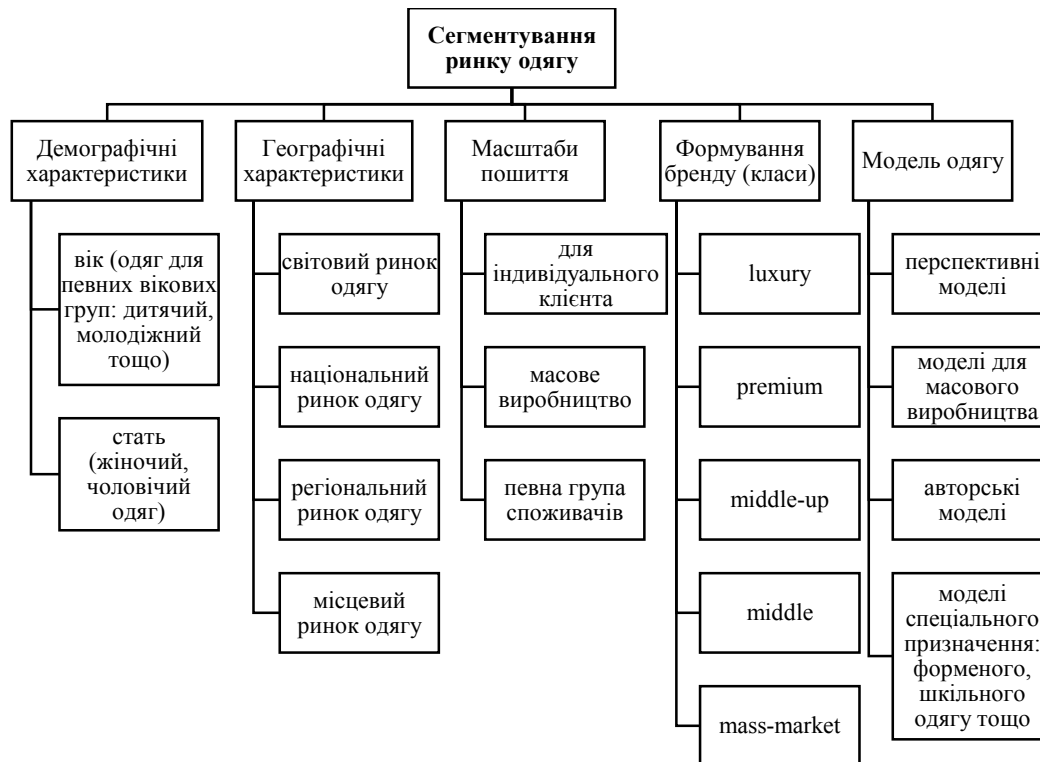 Сегментування
ринку одягу
Демографічні
характеристики
Географічні
характеристики
Масштаби
пошиття
Формування
бренду (класи)
Модель одягу
вік (одяг для
певних вікових
груп: дитячий,
молодіжний
тощо)
стать
(жіночий,
чоловічий
одяг)
світовий ринок
одягу
національний
ринок одягу
регіональний
ринок одягу
місцевий
ринок одягу
для
індивідуального
клієнта
масове
виробництво
певна група
споживачів
luxury
premium
middle-up
middle
mass-market
перспективні
моделі
моделі для
масового
виробництва
авторські
моделі
моделі
спеціального
призначення:
форменого,
шкільного
одягу тощо